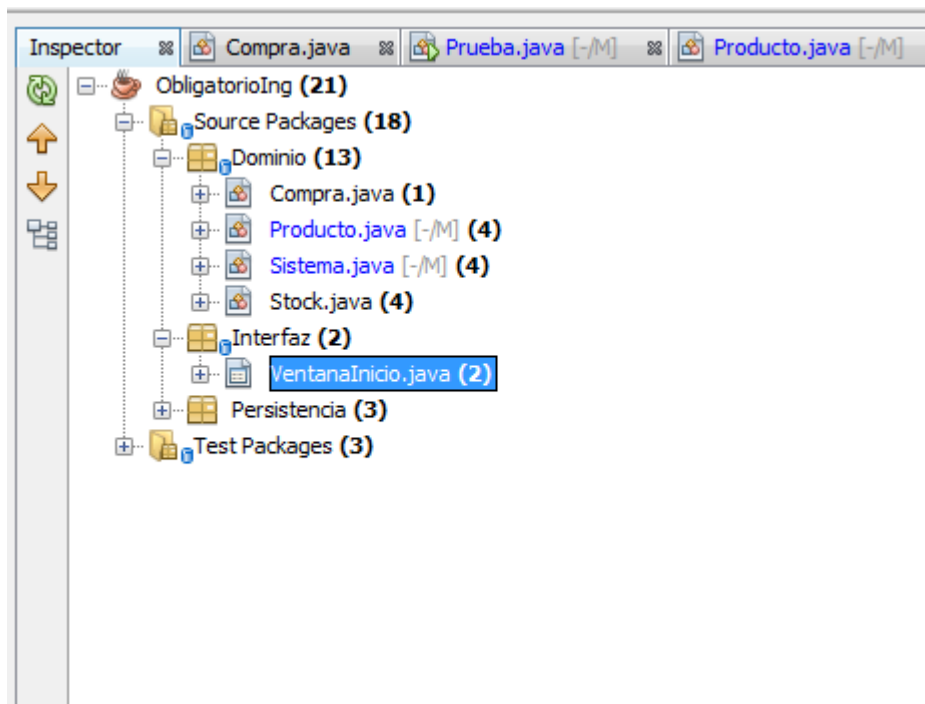 Inspector Compra.java Prueba.java [-/M] Producto.java [-/M]
ObligatorioIng (21)
Source Packages (18)
Dominio (13)
Compra.java (1)
Producto.java [-/M] (4)
Sistema.java [-/M] (4)
Stock.java (4)
Interfaz (2)
VentanaInicio.java (2)
Persistencia (3)
Test Packages (3)